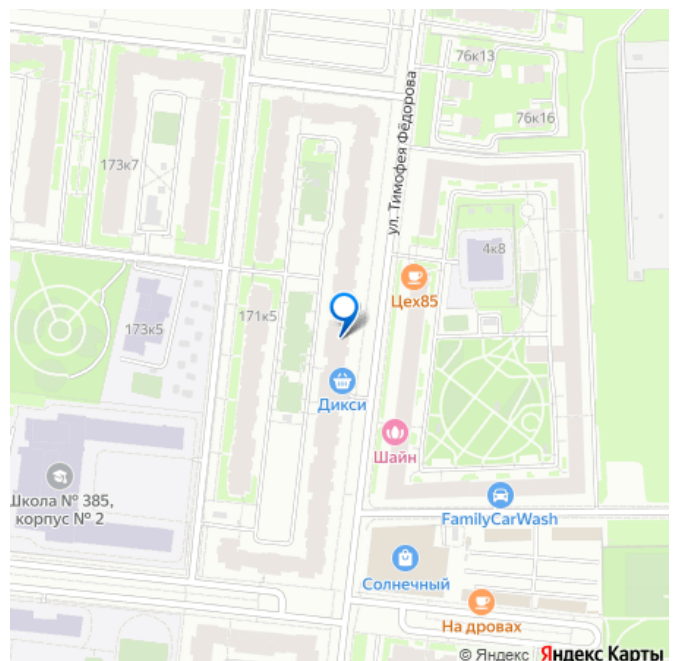 76к13
76к16
ул. Тимофея Фёдорова
173к7
4к8
Цех85
171к5
173к5
Дикси
Шайн
Школа № 385,
корпус № 2
FamilyCarWash
Солнечный
На дровах
© Яндекс Яндекс Карты